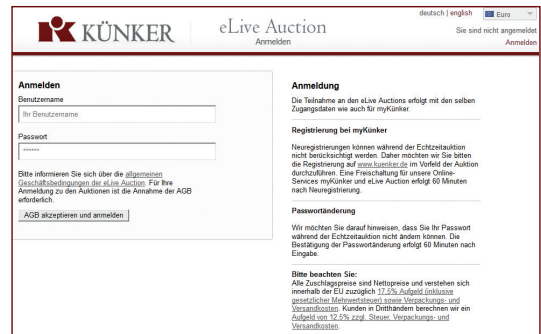 deutsch | english
Euro
KÜNKER
eLive Auction
Anmelden
Sie sind nicht angemeldet
Anmelden
Anmelden
Benutzername
Ihr Benutzername
Passwort
******
Bitte informieren Sie sich über die allgemeinen
Geschäftsbedingungen der eLive Auction. Für Ihre
Anmeldung zu den Auktionen ist die Annahme der AGB
erforderlich.
AGB akzeptieren und anmelden
Anmeldung
Die Teilnahme an den eLive Auctions erfolgt mit den selben
Zugangsdaten wie auch für myKünker.
Registrierung bei myKünker
Neuregistrierungen können während der Echtzeitauktion
nicht berücksichtigt werden. Daher möchten wir Sie bitten
die Registrierung auf www.kuenker.de im Vorfeld der Auktion
durchzuführen. Eine Freischaltung für unsere Online-
Services myKünker und eLive Auction erfolgt 60 Minuten
nach Neuregistrierung.
Passwortänderung
Wir möchten Sie darauf hinweisen, dass Sie Ihr Passwort
während der Echtzeitauktion nicht ändern können. Die
Bestätigung der Passwortänderung erfolgt 60 Minuten nach
Eingabe.
Bitte beachten Sie:
Alle Zuschlagspreise sind Nettopreise und verstehen sich
innerhalb der EU zuzüglich 17,5% Aufgeld (inklusive
gesetzlicher Mehrwertsteuer) sowie Verpackungs- und
Versandkosten. Kunden in Drittländern berechnen wir ein
Aufgeld von 12,5% zzgl. Steuer, Verpackungs- und
Versandkosten.